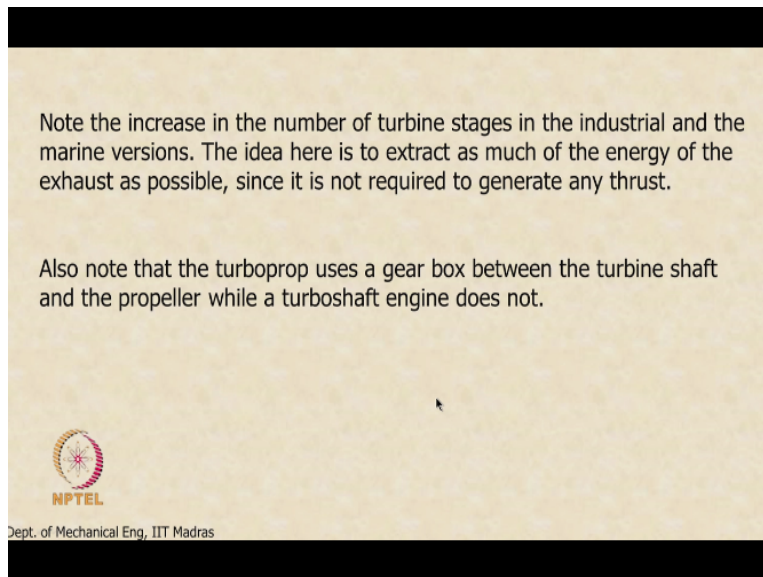 Note the increase in the number of turbine stages in the industrial and the
marine versions. The idea here is to extract as much of the energy of the
exhaust as possible, since it is not required to generate any thrust.
Also note that the turboprop uses a gear box between the turbine shaft
and the propeller while a turboshaft engine does not.
NPTEL
Dept. of Mechanical Eng, IIT Madras